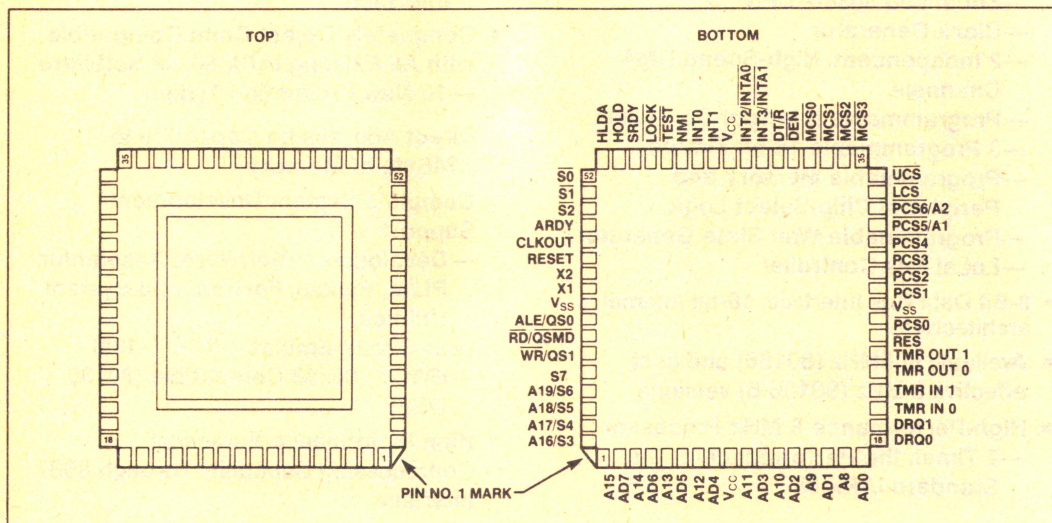 TOP
BOTTOM
HLDA
HOLD
SRDY
LOCK
TEST
NMI
INT0
INT1
VCC
INT2/INTA0
INT3/INTA1
DT/R
DEN
MCS0
MCS1
MCS2
MCS3
35
52
18
1
52
35
1
18
S0
S1
S2
ARDY
CLKOUT
RESET
X2
X1
VSS
ALE/QS0
RD/QSMD
WR/QS1
S7
A19/S6
A18/S5
A17/S4
A16/S3
UCS
LCS
PCS6/A2
PCS5/A1
PCS4
PCS3
PCS2
PCS1
VSS
PCS0
RES
TMR OUT 1
TMR OUT 0
TMR IN 1
TMR IN 0
DRQ1
DRQ0
PIN NO. 1 MARK
A15
AD7
A14
AD6
A13
AD5
A12
AD4
VCC
A11
AD3
A10
AD2
A9
AD1
A8
AD0